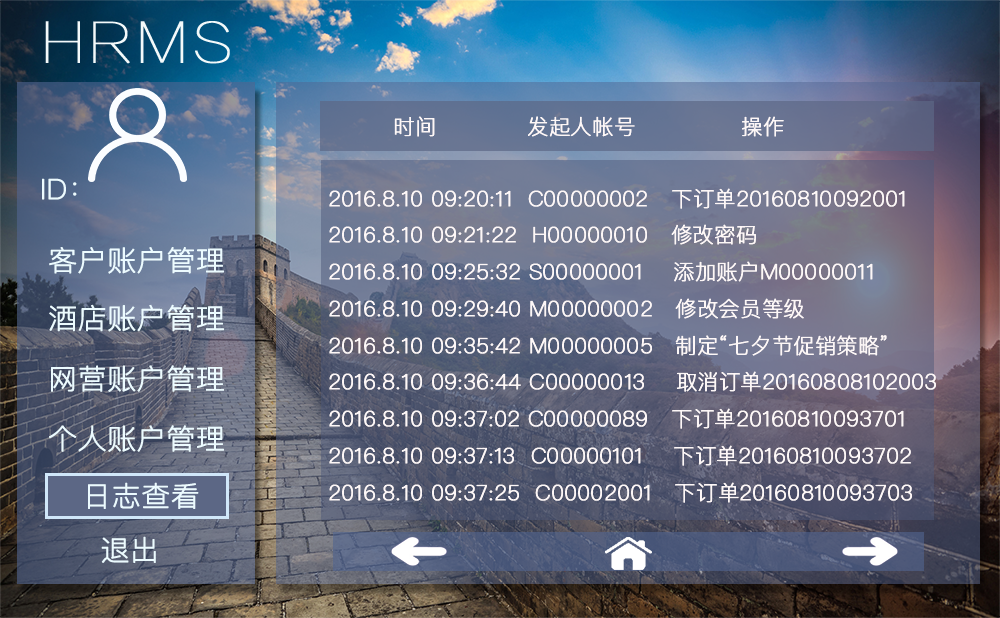 HRMS
ID:
客户账户管理
酒店账户管理
网营账户管理
个人账户管理
日志查看
退出
时间 发起人帐号 操作
2016.8.10 09:20:11 C00000002 下订单20160810092001
2016.8.10 09:21:22 H00000010 修改密码
2016.8.10 09:25:32 S00000001 添加账户M00000011
2016.8.10 09:29:40 M00000002 修改会员等级
2016.8.10 09:35:42 M00000005 制定“七夕节促销策略”
2016.8.10 09:36:44 C00000013 取消订单20160808102003
2016.8.10 09:37:02 C00000089 下订单20160810093701
2016.8.10 09:37:13 C00000101 下订单20160810093702
2016.8.10 09:37:25 C00002001 下订单20160810093703